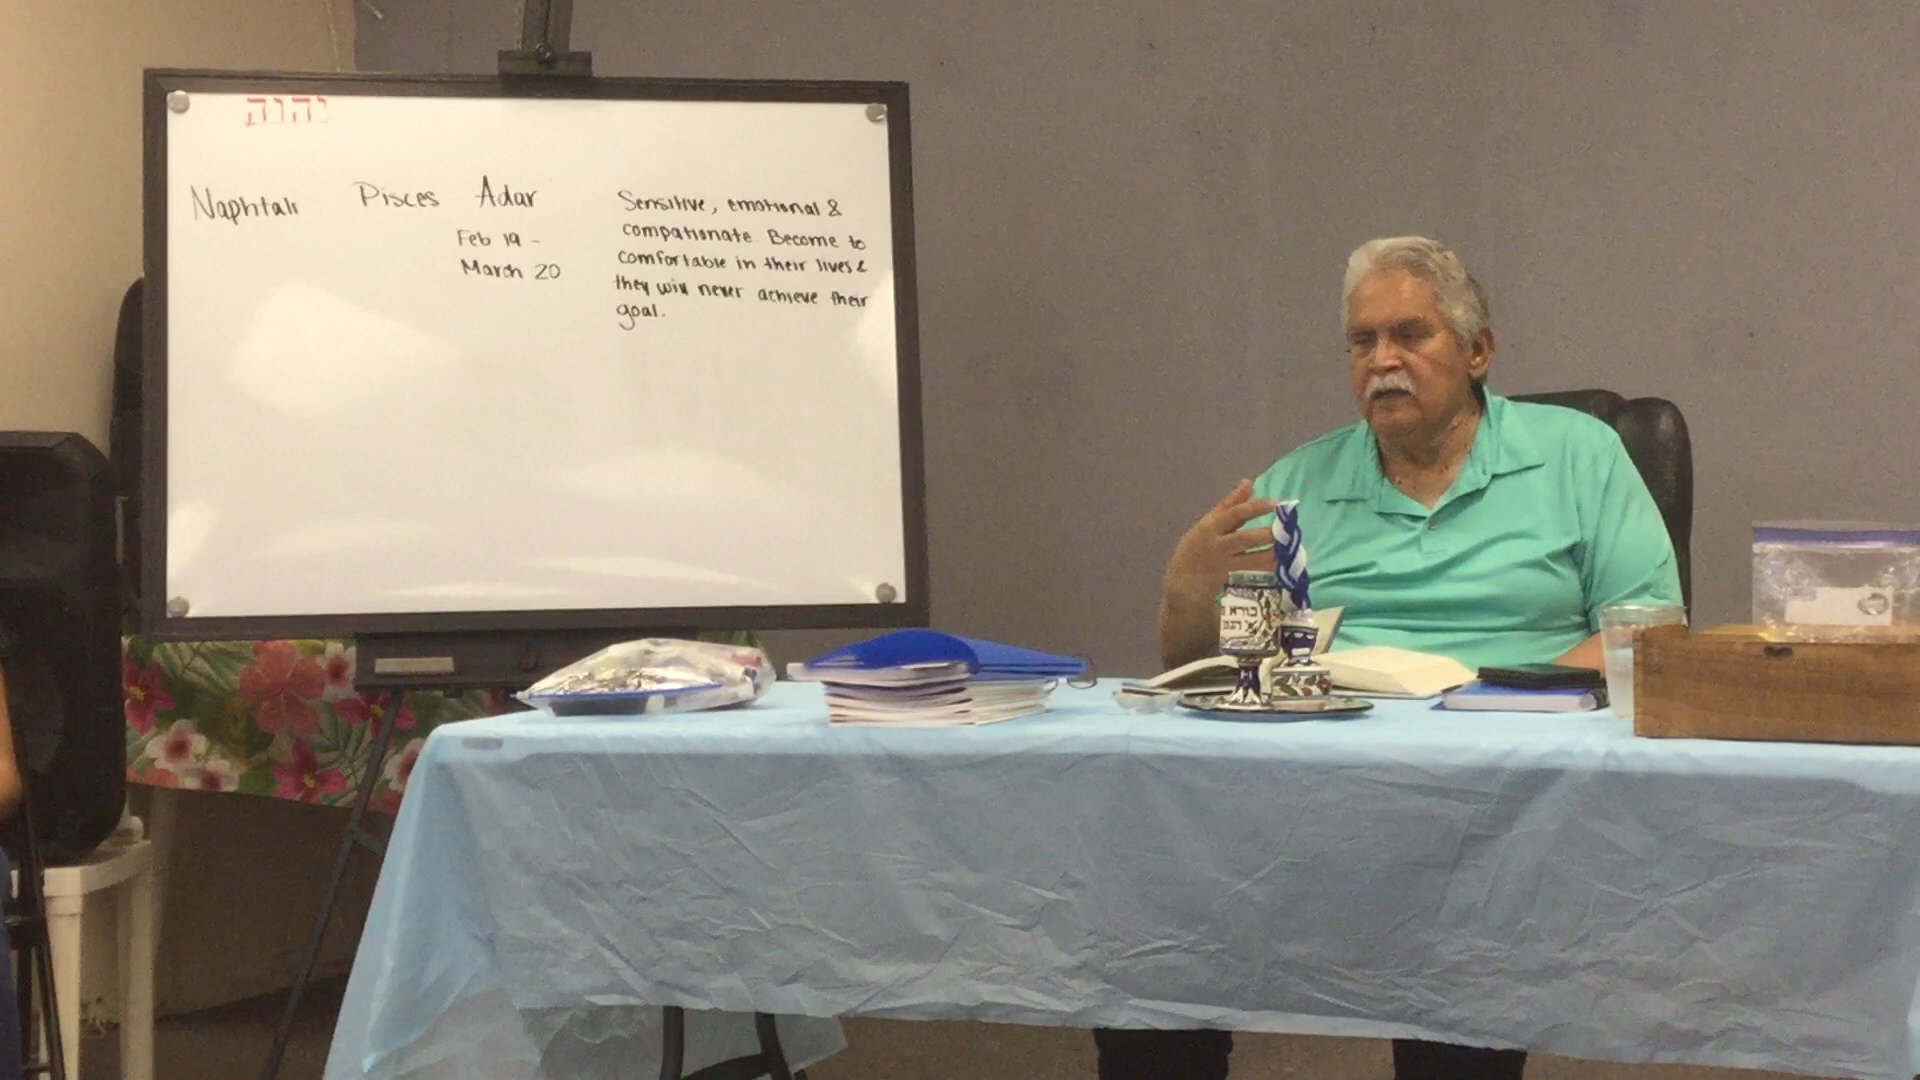 יהוה
Naphtali Pisces Adar
Feb 19 -
March 20
Sensitive, emotional &
compationate. Become to
comfortable in their lives &
they will never achieve their
goal.
בורא